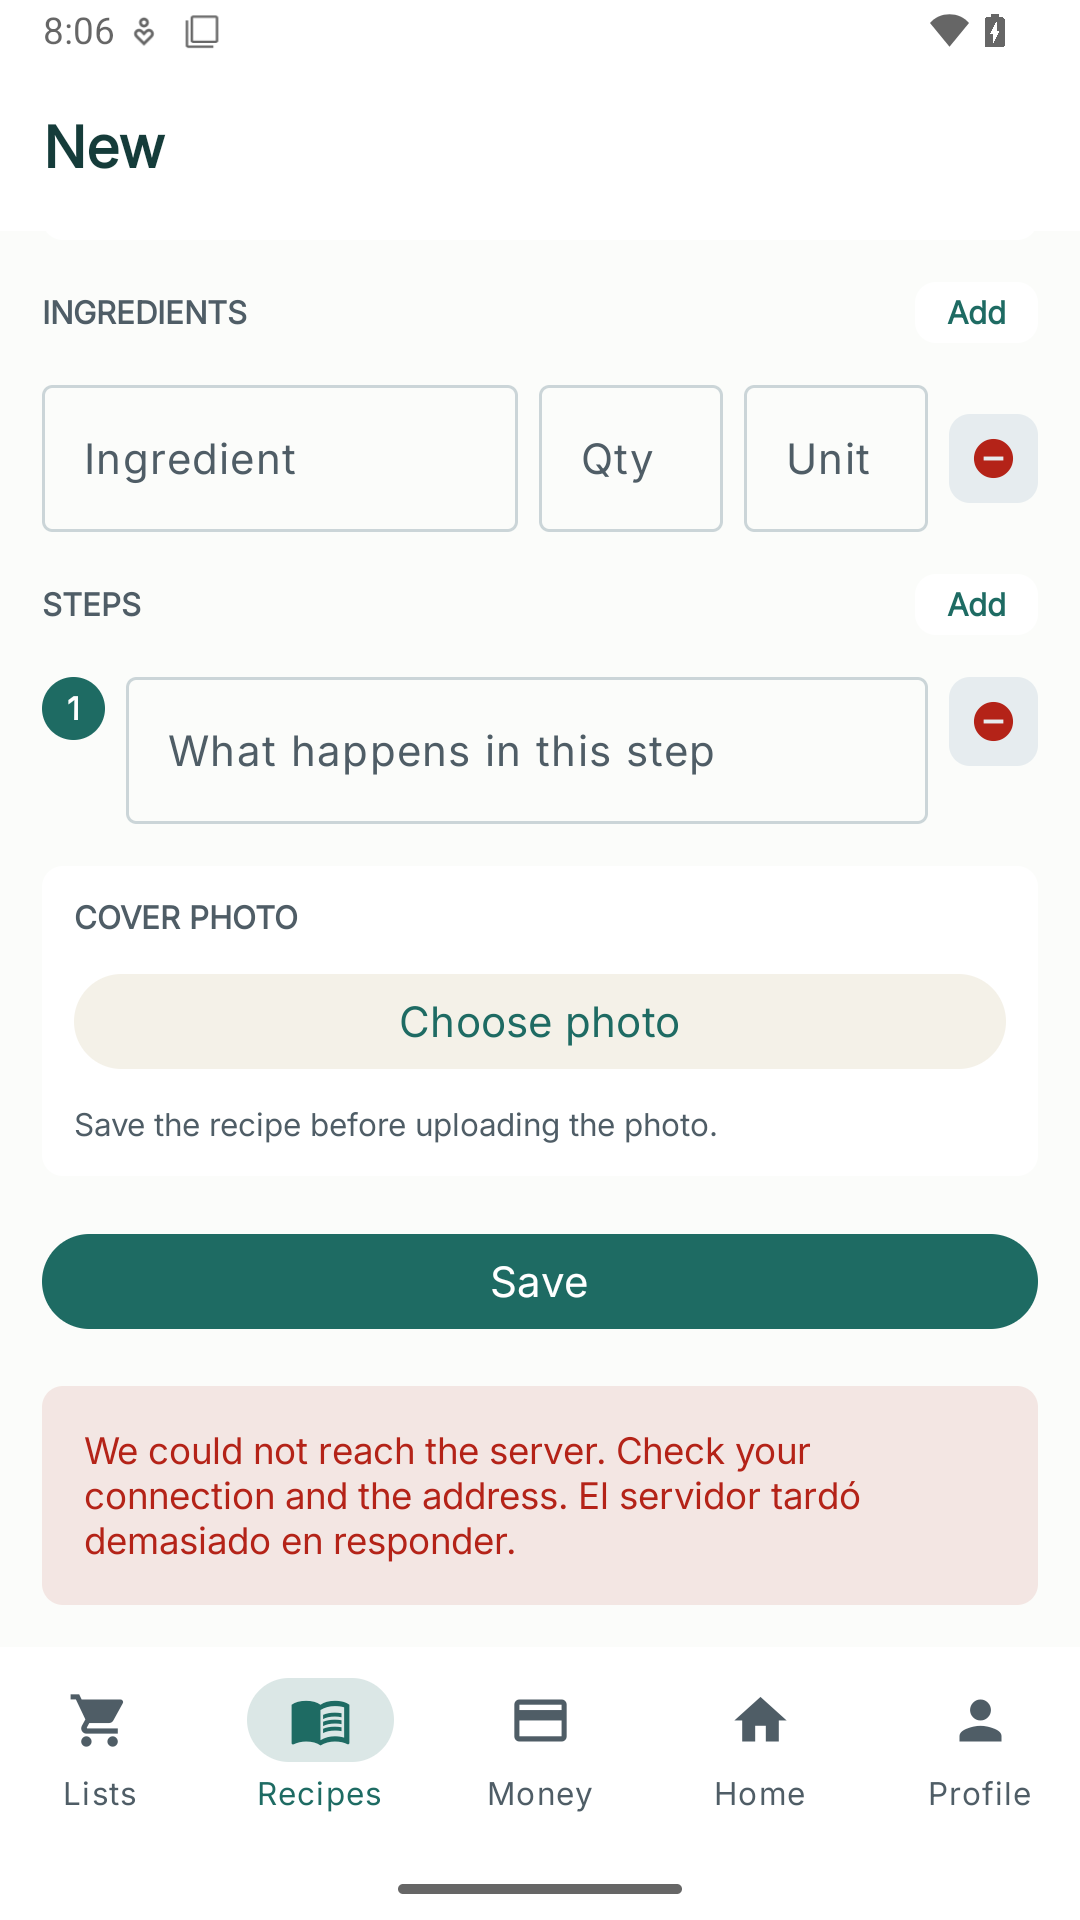 8:06
New
INGREDIENTS
Add
Ingredient
Qty
Unit
STEPS
Add
1
What happens in this step
COVER PHOTO
Choose photo
Save the recipe before uploading the photo.
Save
We could not reach the server. Check your
connection and the address. El servidor tardó
demasiado en responder.
Lists
Recipes
Money
Home
Profile